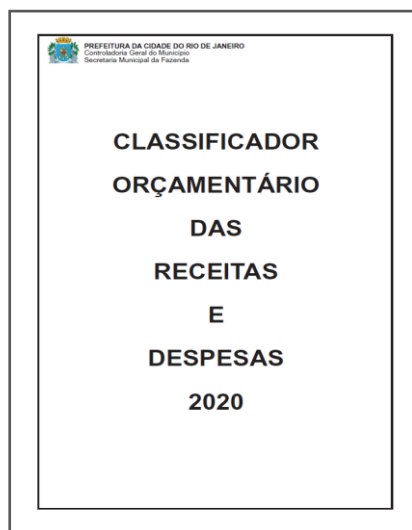 PREFEITURA DA CIDADE DO RIO DE JANEIRO
Controladoria Geral do Município
Secretaria Municipal da Fazenda
CLASSIFICADOR
ORÇAMENTÁRIO
DAS
RECEITAS
E
DESPESAS
2020